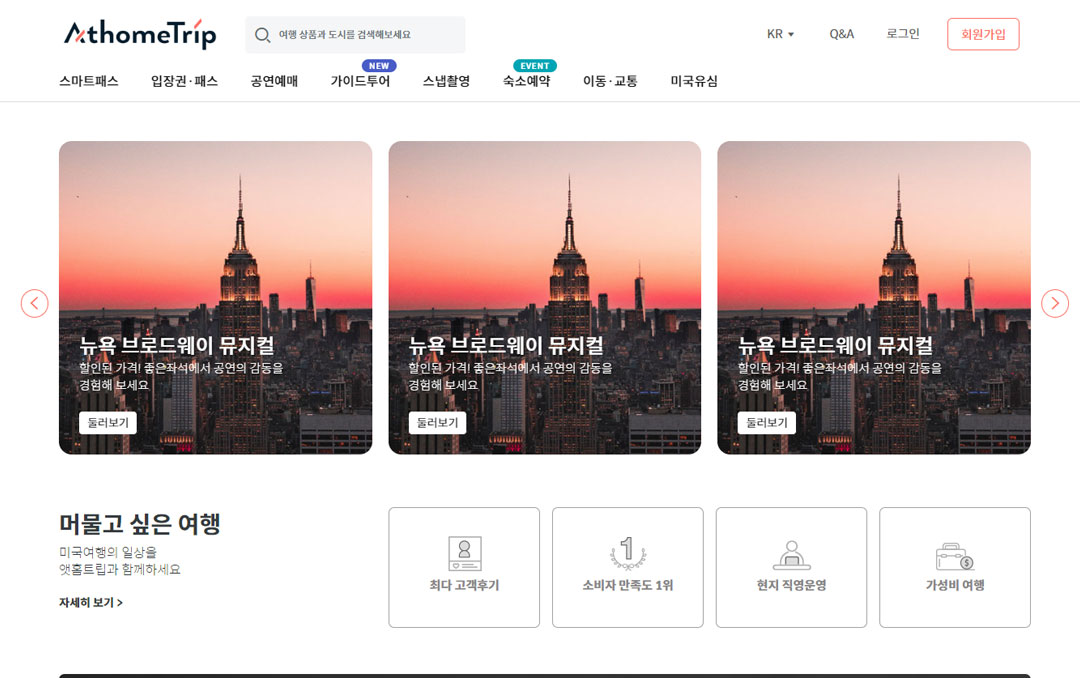 AthomeTrip
여행 상품과 도시를 검색해보세요
KR
Q&A
로그인
회원가입
NEW
EVENT
스마트패스
입장권·패스
공연예매
가이드투어
스냅촬영
숙소예약
이동·교통
미국유심
뉴욕 브로드웨이 뮤지컬
할인된 가격! 좋은좌석에서 공연의 감동을
경험해 보세요
둘러보기
뉴욕 브로드웨이 뮤지컬
할인된 가격! 좋은좌석에서 공연의 감동을
경험해 보세요
둘러보기
뉴욕 브로드웨이 뮤지컬
할인된 가격! 좋은좌석에서 공연의 감동을
경험해 보세요
둘러보기
머물고 싶은 여행
미국여행의 일상을
앳홈트립과 함께하세요
자세히 보기 >
최다 고객후기
1
소비자 만족도 1위
현지 직영운영
$
가성비 여행